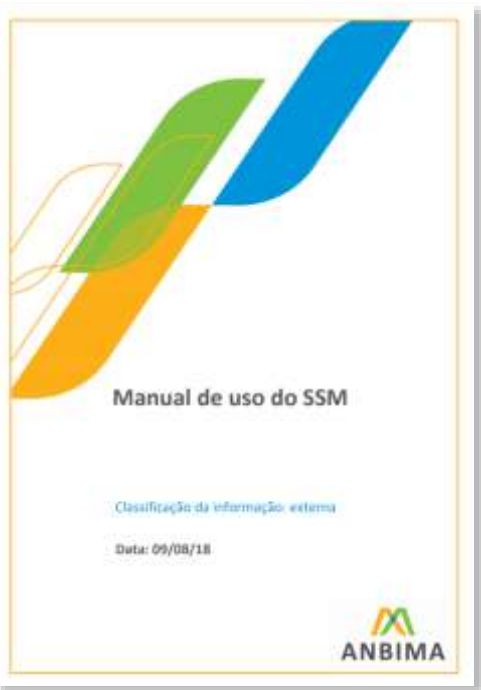 Manual de uso do SSM
Classificação da informação: externa
Data: 09/08/18
ANBIMA